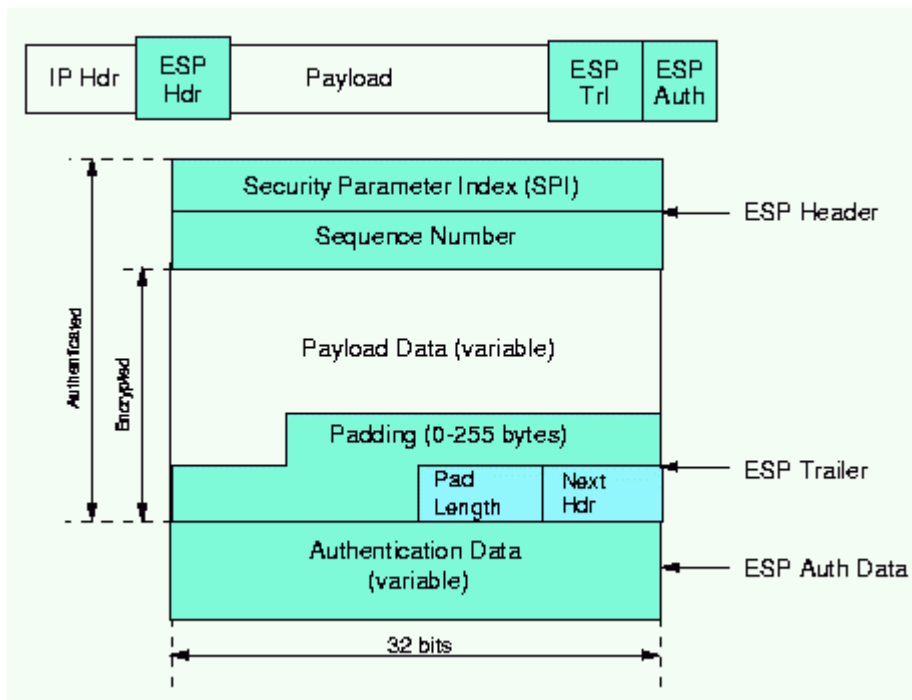 IP Hdr
ESP
Hdr
Payload
ESP
Trl
ESP
Auth
Security Parameter Index (SPI)
ESP Header
Sequence Number
Authenticated
Encrypted
Payload Data (variable)
Padding (0-255 bytes)
ESP Trailer
Pad
Length
Next
Hdr
Authentication Data
(variable)
ESP Auth Data
32 bits